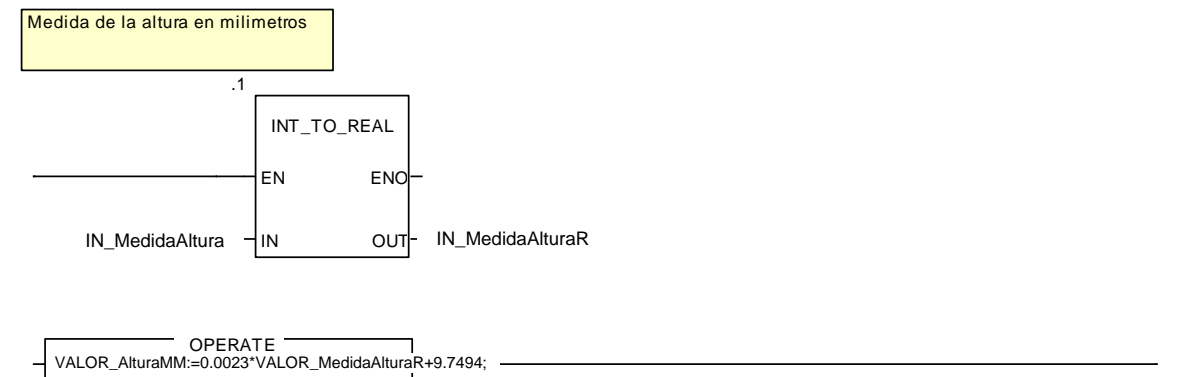 Medida de la altura en milimetros
.1
INT_TO_REAL
EN ENO
IN_MedidaAltura IN OUT IN_MedidaAlturaR
OPERATE
VALOR_AlturaMM:=0.0023*VALOR_MedidaAlturaR+9.7494;